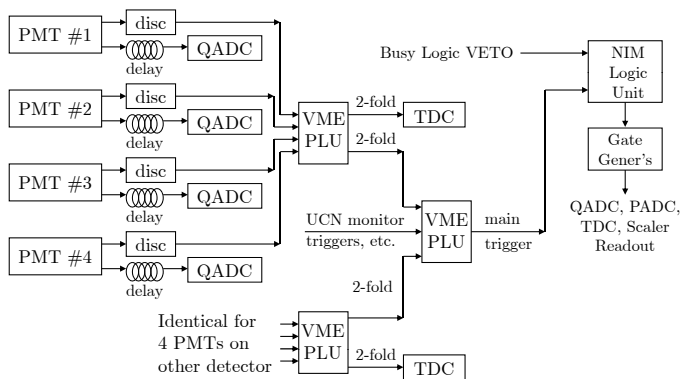 PMT #1
disc
delay
QADC
PMT #2
disc
delay
QADC
PMT #3
disc
delay
QADC
PMT #4
disc
delay
QADC
VME
PLU
2-fold
TDC
2-fold
UCN monitor
triggers, etc.
VME
PLU
2-fold
Identical for
4 PMTs on
other detector
VME
PLU
2-fold
TDC
main
trigger
Busy Logic VETO
NIM
Logic
Unit
Gate
Gener's
QADC, PADC,
TDC, Scaler
Readout